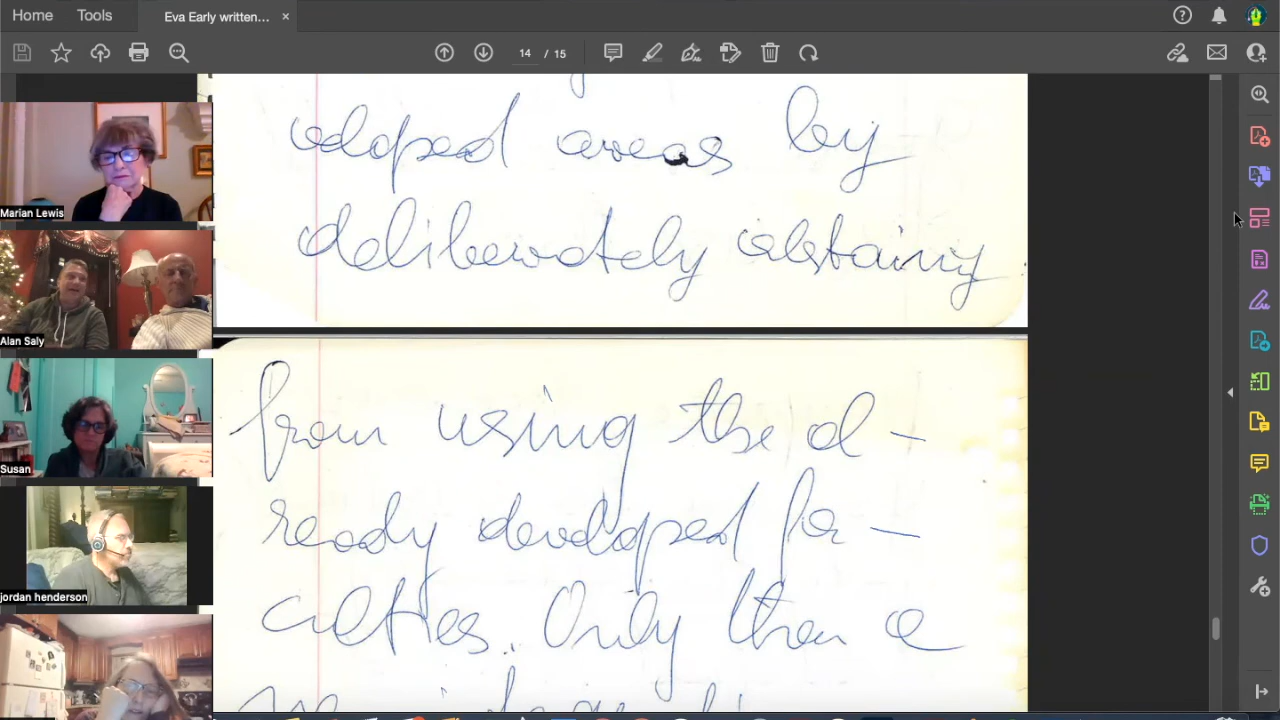 Home
Tools
Eva Early written...
×
14 / 15
eloped areas by
deliberately abstaining
from using the al-
ready developed fa-
culties. Only then a
Marian Lewis
Alan Saly
Susan
jordan henderson